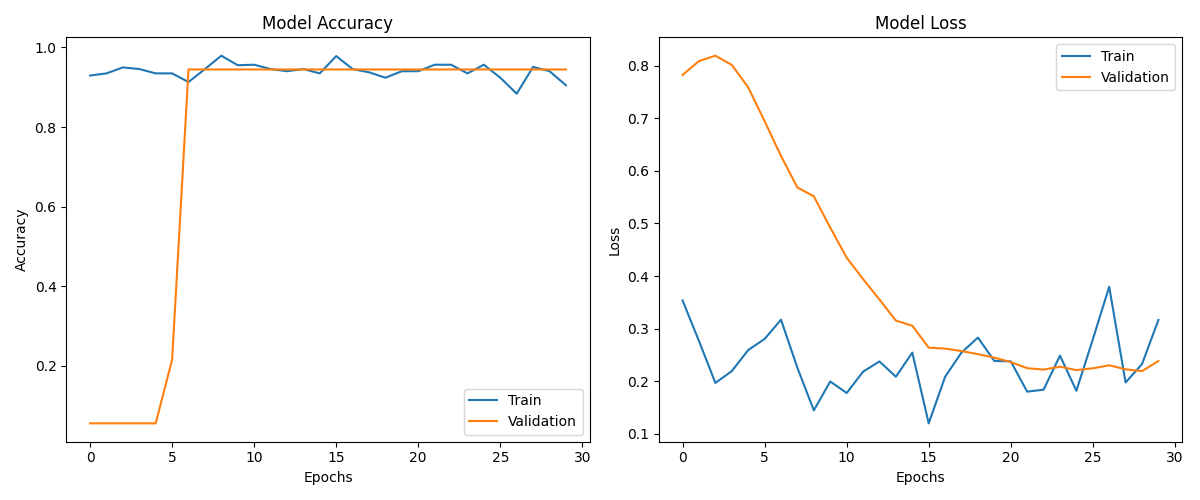 Model Accuracy
1.0
0.8
0.6
0.4
0.2
Accuracy
0 5 10 15 20 25 30
Epochs
Train
Validation
Model Loss
0.8
0.7
0.6
0.5
0.4
0.3
0.2
0.1
Loss
0 5 10 15 20 25 30
Epochs
Train
Validation